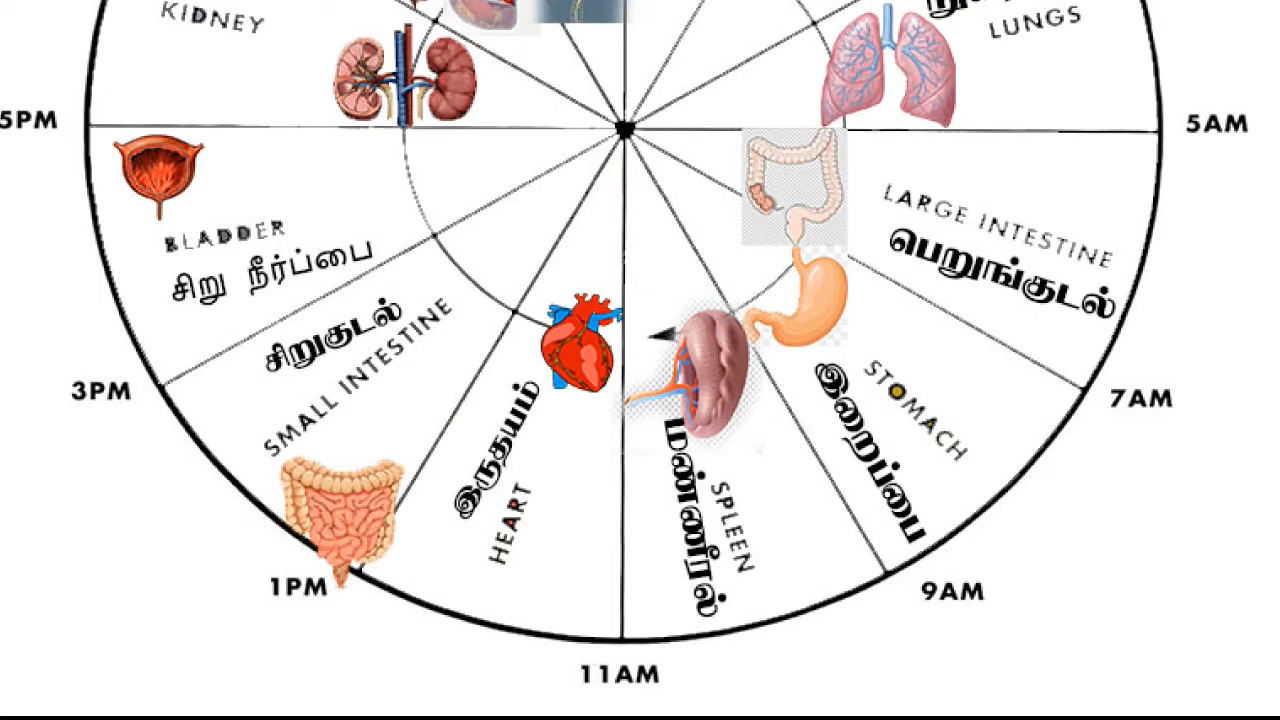 KIDNEY
LUNGS
5PM
5AM
BLADDER
சிறு நீர்ப்பை
LARGE INTESTINE
பெறுங்குடல்
சிறுகுடல்
SMALL INTESTINE
3PM
7AM
STOMACH
இறைப்பை
இருதயம்
HEART
மண்ணீரல்
SPLEEN
1PM
9AM
11AM